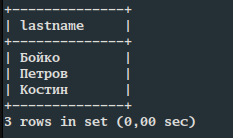 +--------------+
| lastname     |
+--------------+
| Бойко        |
| Петров       |
| Костин       |
+--------------+
3 rows in set (0,00 sec)